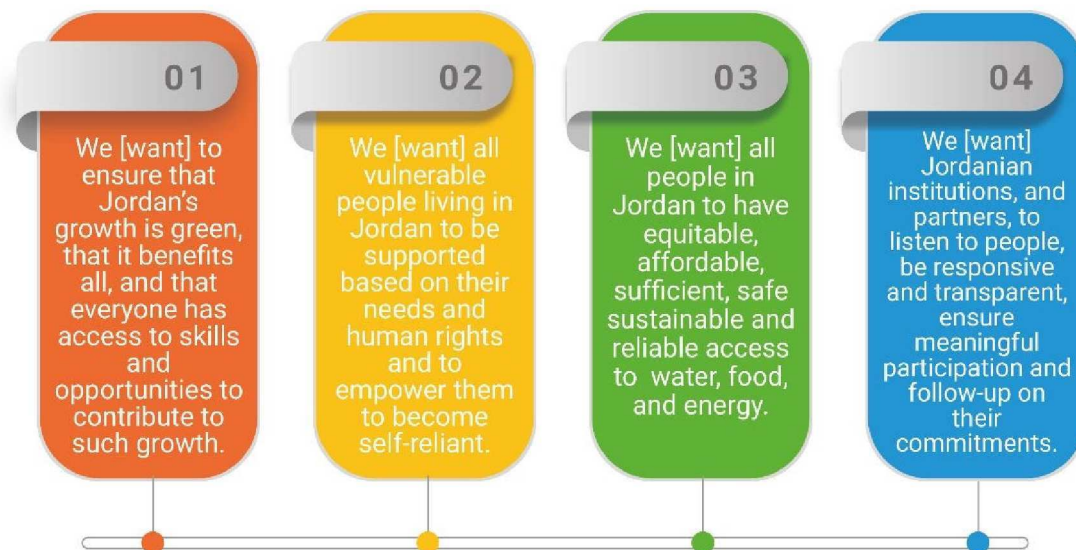 01
We [want] to
ensure that
Jordan's
growth is green,
that it benefits
all, and that
everyone has
access to skills
and
opportunities to
contribute to
such growth.
02
We [want] all
vulnerable
people living in
Jordan to be
supported
based on their
needs and
human rights
and to
empower them
to become
self-reliant.
03
We [want] all
people in
Jordan to have
equitable,
affordable,
sufficient, safe
sustainable and
reliable access
to water, food,
and energy.
04
We [want]
Jordanian
institutions, and
partners, to
listen to people,
be responsive
and transparent,
ensure
meaningful
participation and
follow-up on
their
commitments.